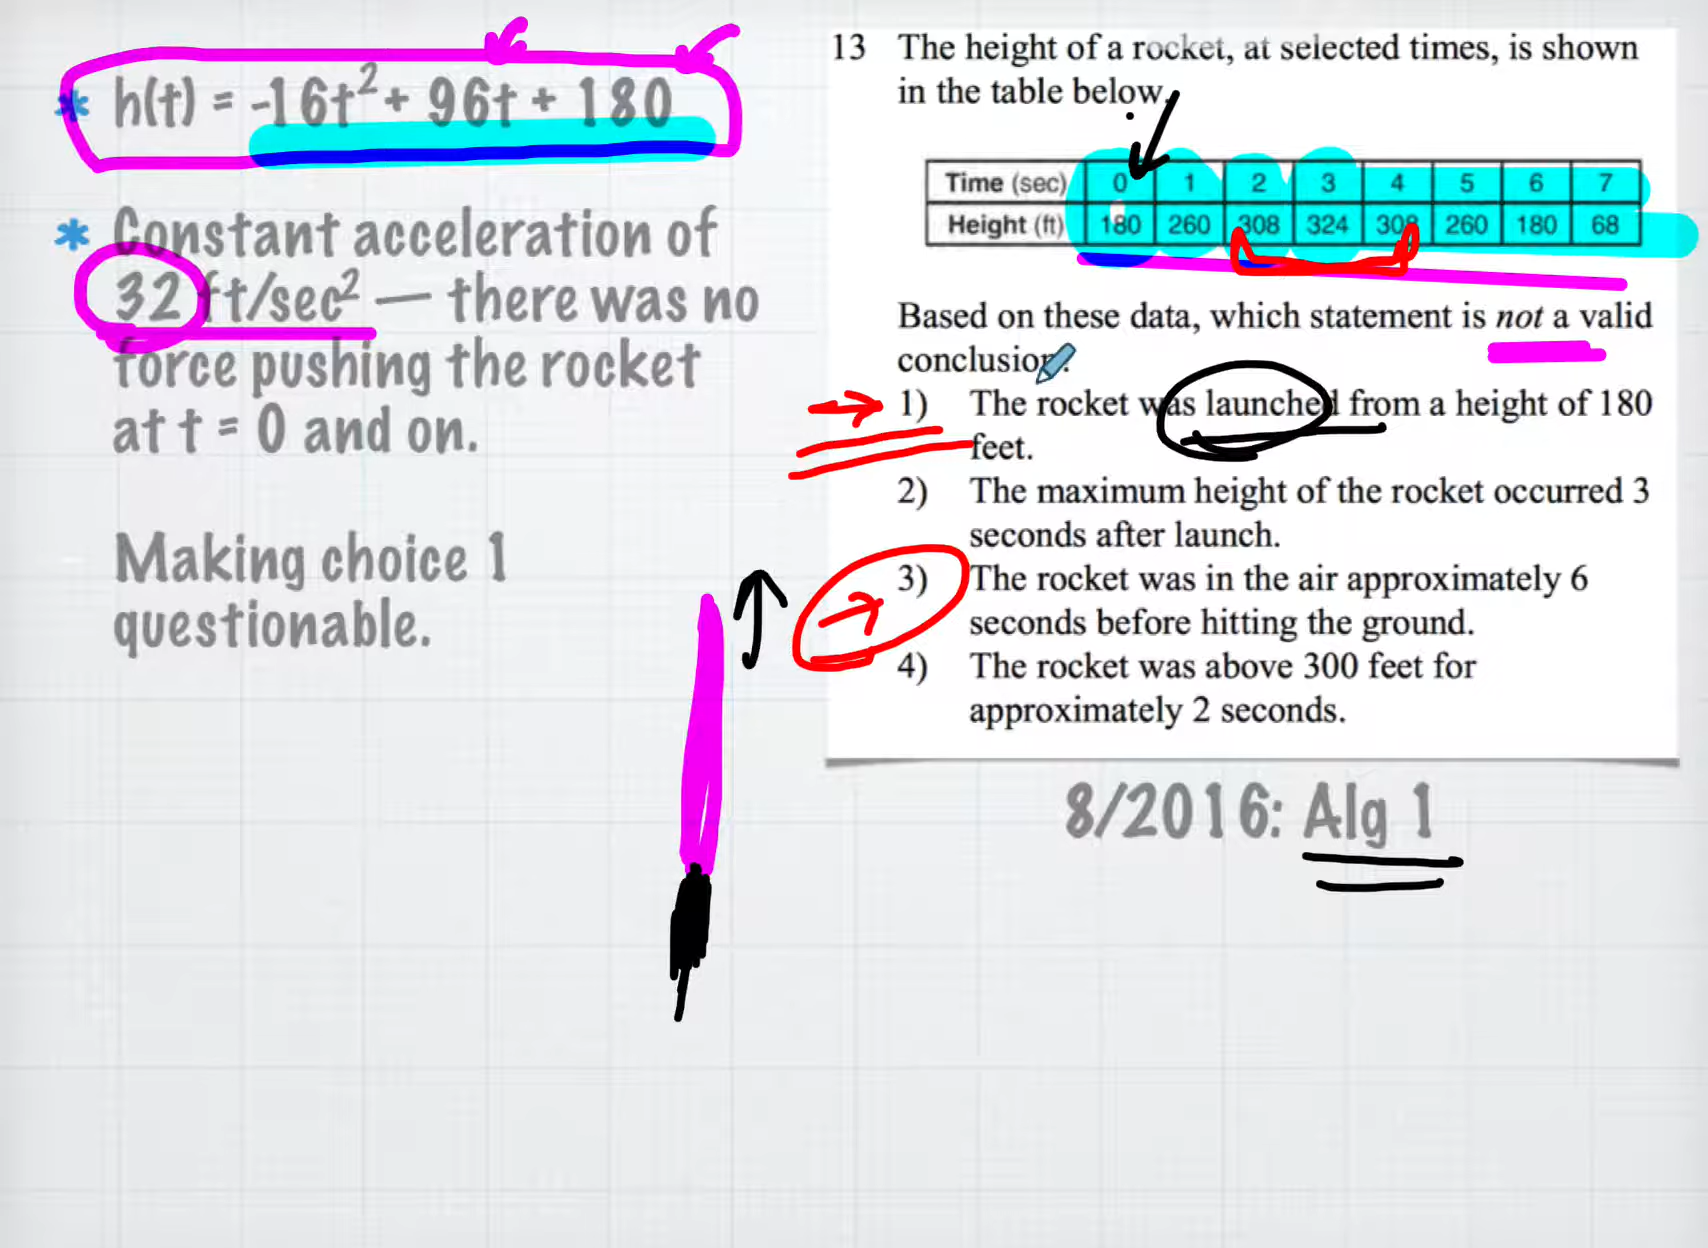 * h(t) = -16t² + 96t + 180
* Constant acceleration of
32 ft/sec² — there was no
force pushing the rocket
at t = 0 and on.
Making choice 1
questionable.
13 The height of a rocket, at selected times, is shown
in the table below.
Time (sec) 0 1 2 3 4 5 6 7
Height (ft) 180 260 308 324 308 260 180 68
Based on these data, which statement is not a valid
conclusion?
1) The rocket was launched from a height of 180
feet.
2) The maximum height of the rocket occurred 3
seconds after launch.
3) The rocket was in the air approximately 6
seconds before hitting the ground.
4) The rocket was above 300 feet for
approximately 2 seconds.
8/2016: Alg 1